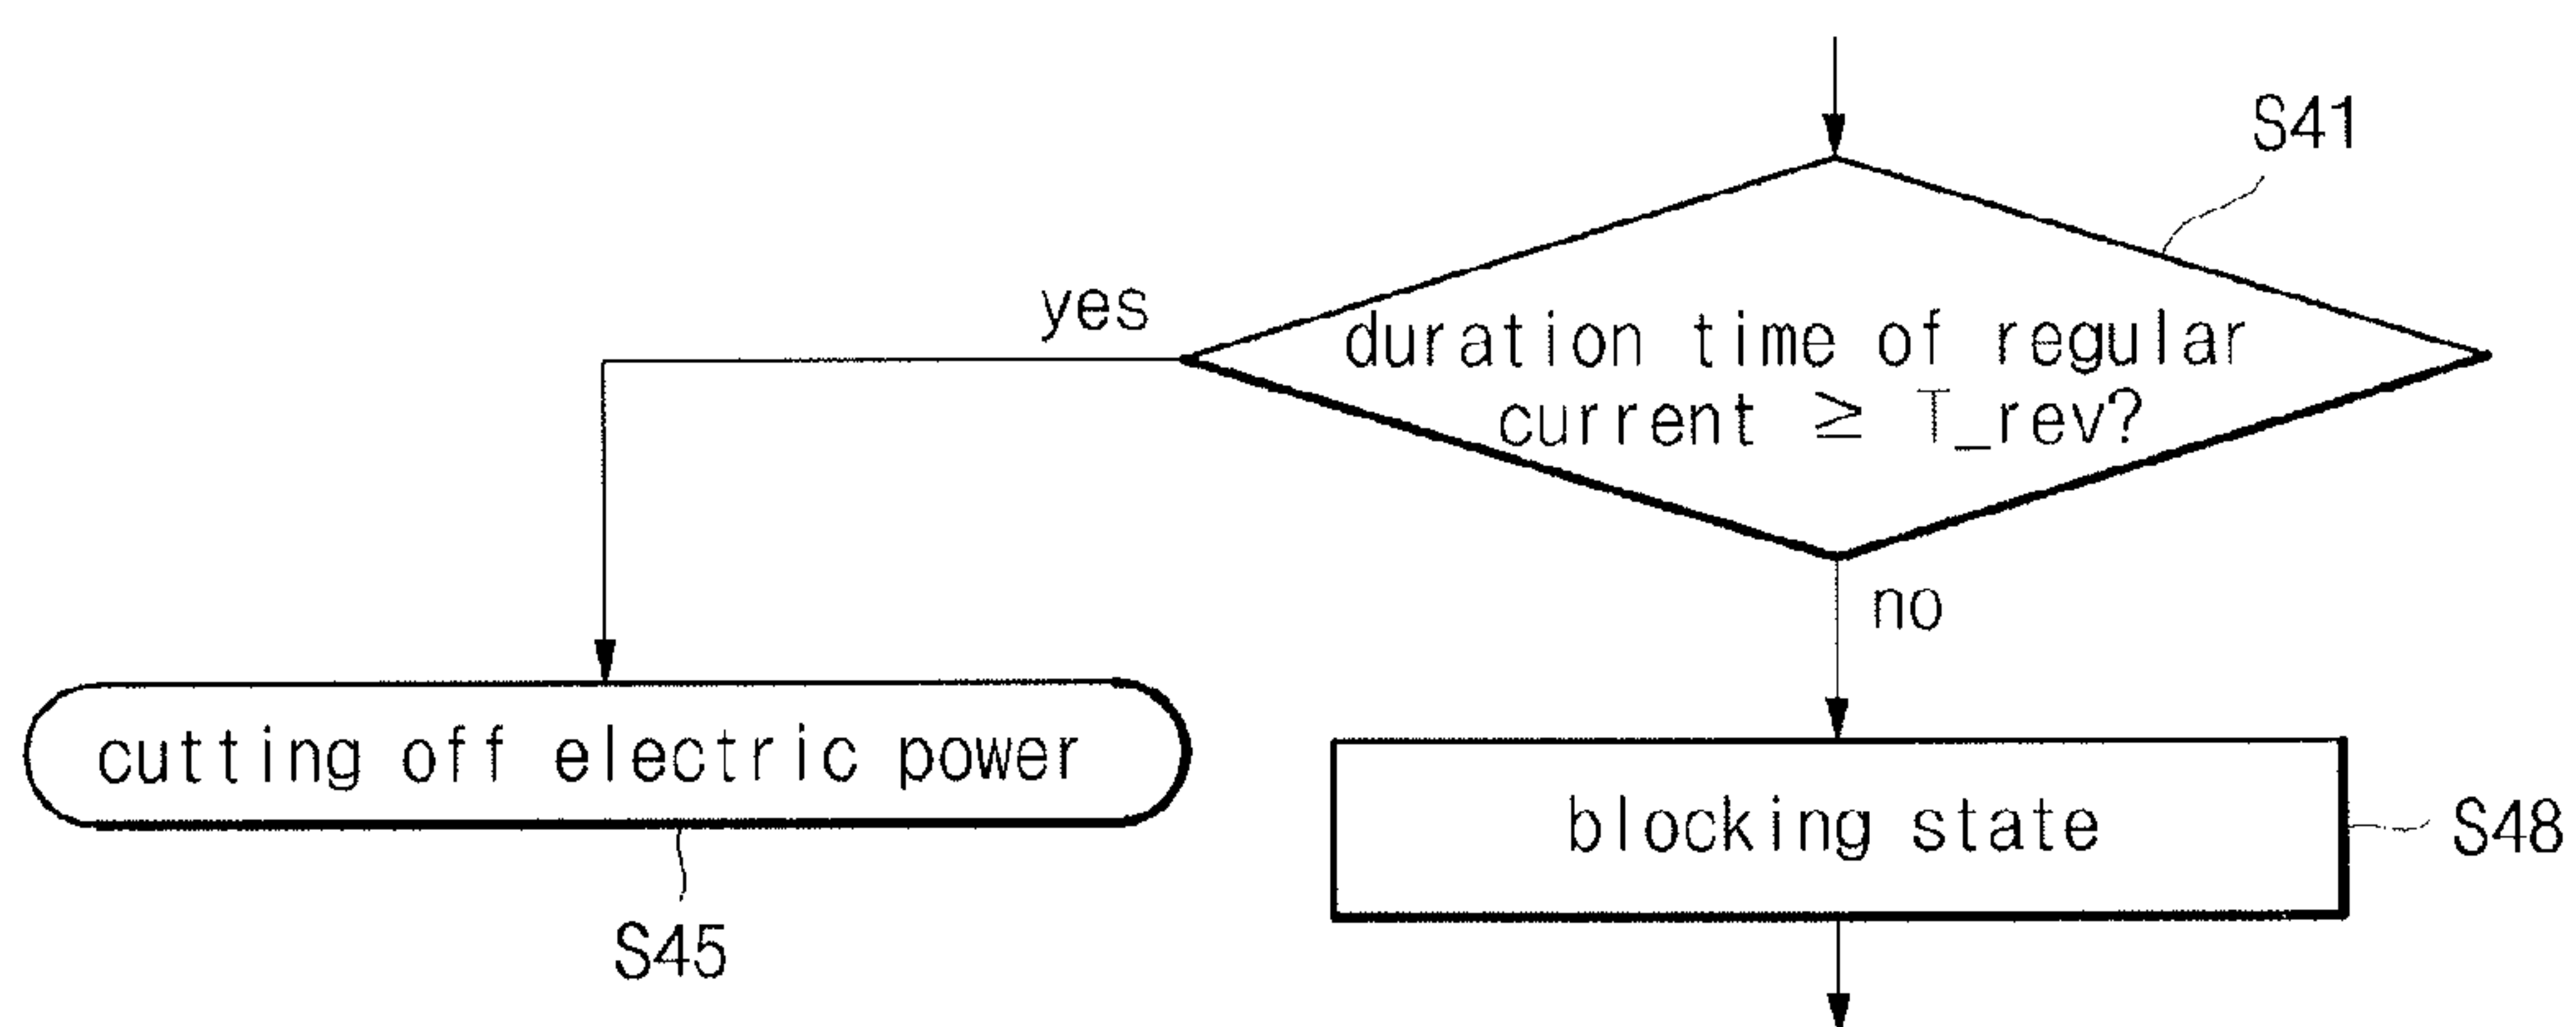 S41
yes
duration time of regular
current ≥ T_rev?
no
cutting off electric power
blocking state
S48
S45